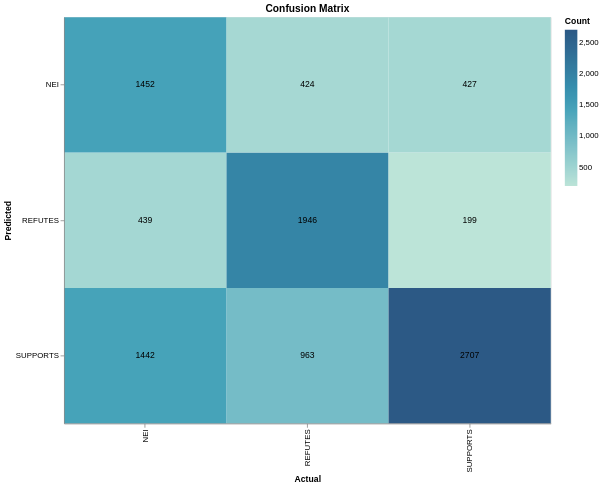 Confusion Matrix
Count
2,500
2,000
1,500
1,000
500
Predicted
NEI
1452
424
427
REFUTES
439
1946
199
SUPPORTS
1442
963
2707
NEI
REFUTES
SUPPORTS
Actual